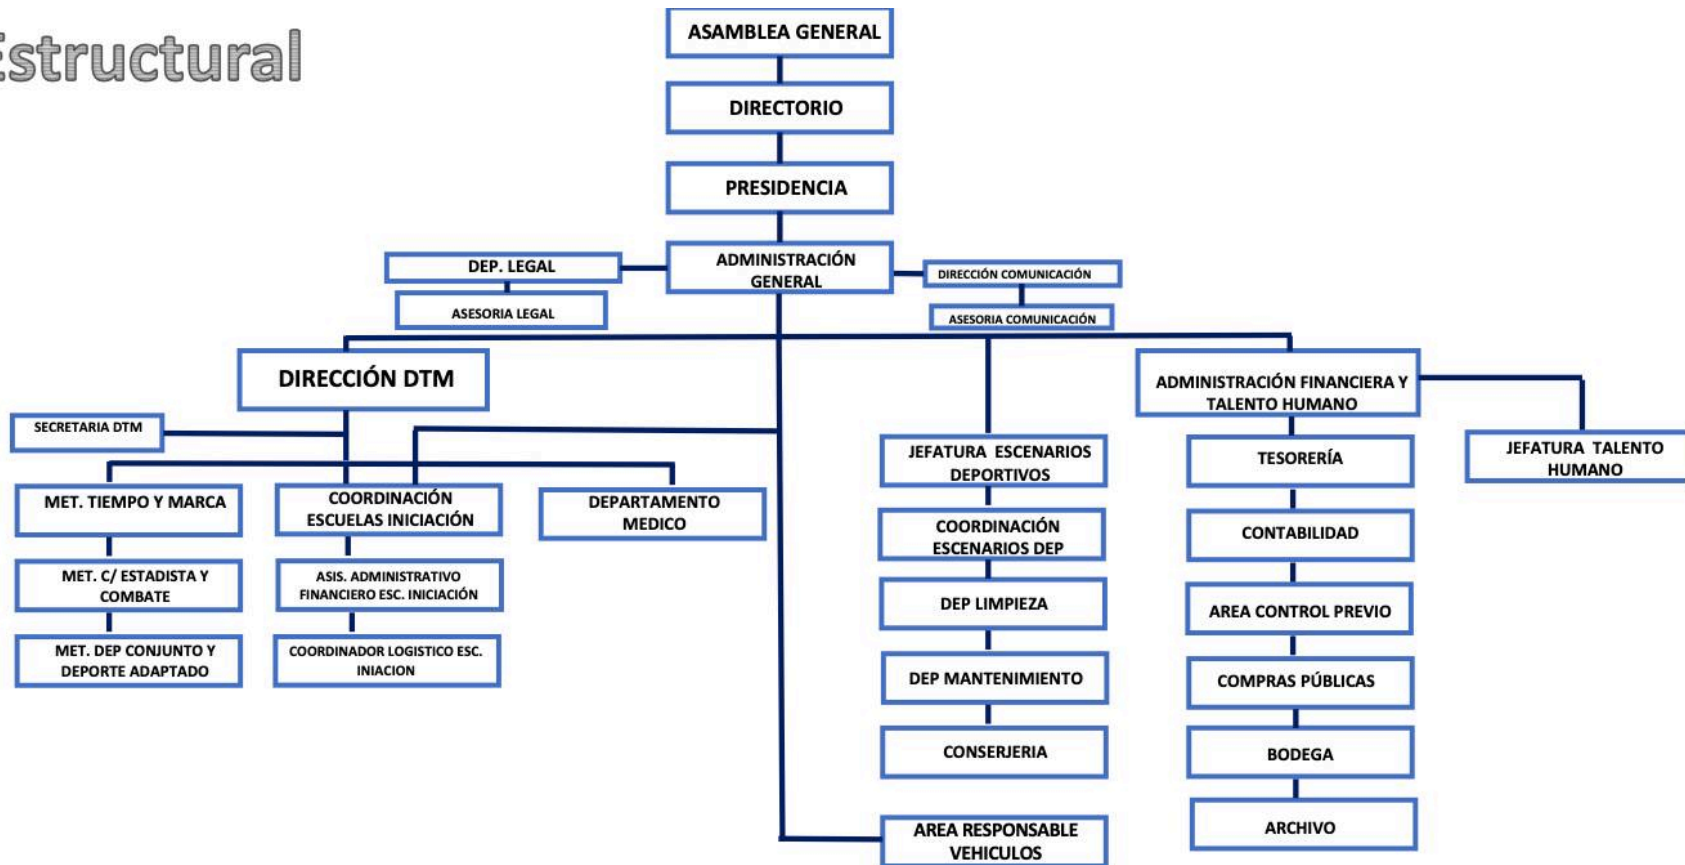 Estructural
ASAMBLEA GENERAL
DIRECTORIO
PRESIDENCIA
ADMINISTRACIÓN
GENERAL
DEP. LEGAL
ASESORIA LEGAL
DIRECCIÓN COMUNICACIÓN
ASESORIA COMUNICACIÓN
DIRECCIÓN DTM
SECRETARIA DTM
MET. TIEMPO Y MARCA
MET. C/ ESTADISTA Y
COMBATE
MET. DEP CONJUNTO Y
DEPORTE ADAPTADO
COORDINACIÓN
ESCUELAS INICIACIÓN
ASIS. ADMINISTRATIVO
FINANCIERO ESC. INICIACIÓN
COORDINADOR LOGISTICO ESC.
INIACION
DEPARTAMENTO
MEDICO
JEFATURA ESCENARIOS
DEPORTIVOS
COORDINACIÓN
ESCENARIOS DEP
DEP LIMPIEZA
DEP MANTENIMIENTO
CONSERJERIA
AREA RESPONSABLE
VEHICULOS
ADMINISTRACIÓN FINANCIERA Y
TALENTO HUMANO
TESORERÍA
CONTABILIDAD
AREA CONTROL PREVIO
COMPRAS PÚBLICAS
BODEGA
ARCHIVO
JEFATURA TALENTO
HUMANO